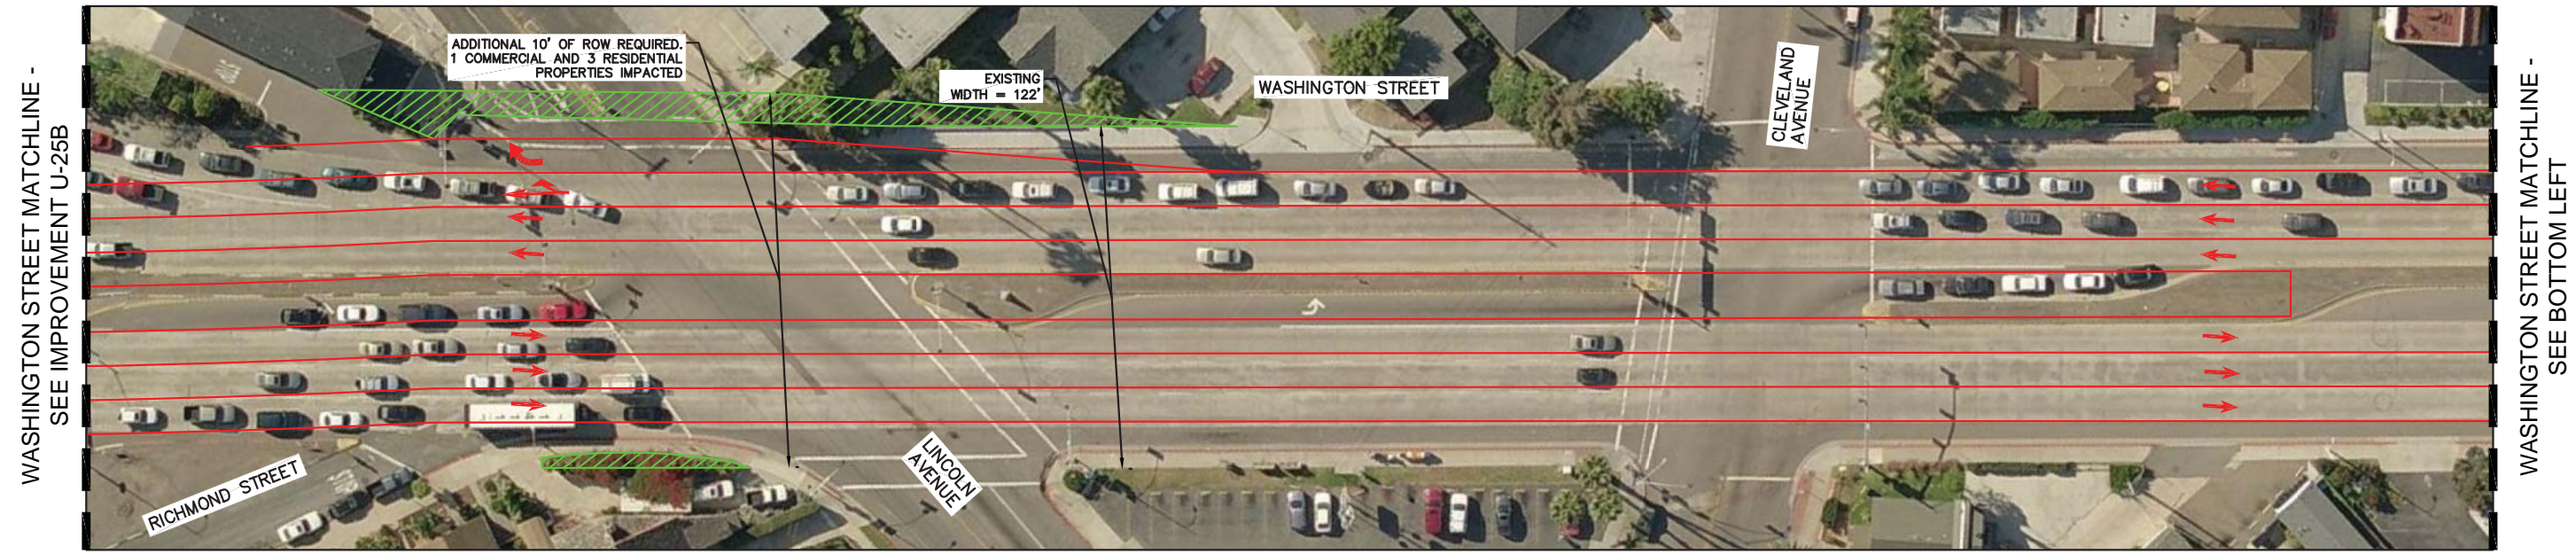 WASHINGTON STREET MATCHLINE -
SEE IMPROVEMENT U-25B
ADDITIONAL 10' OF ROW REQUIRED.
1 COMMERCIAL AND 3 RESIDENTIAL
PROPERTIES IMPACTED
EXISTING
WIDTH = 122'
WASHINGTON STREET
CLEVELAND
AVENUE
RICHMOND STREET
LINCOLN
AVENUE
STOP
WASHINGTON STREET MATCHLINE -
SEE BOTTOM LEFT